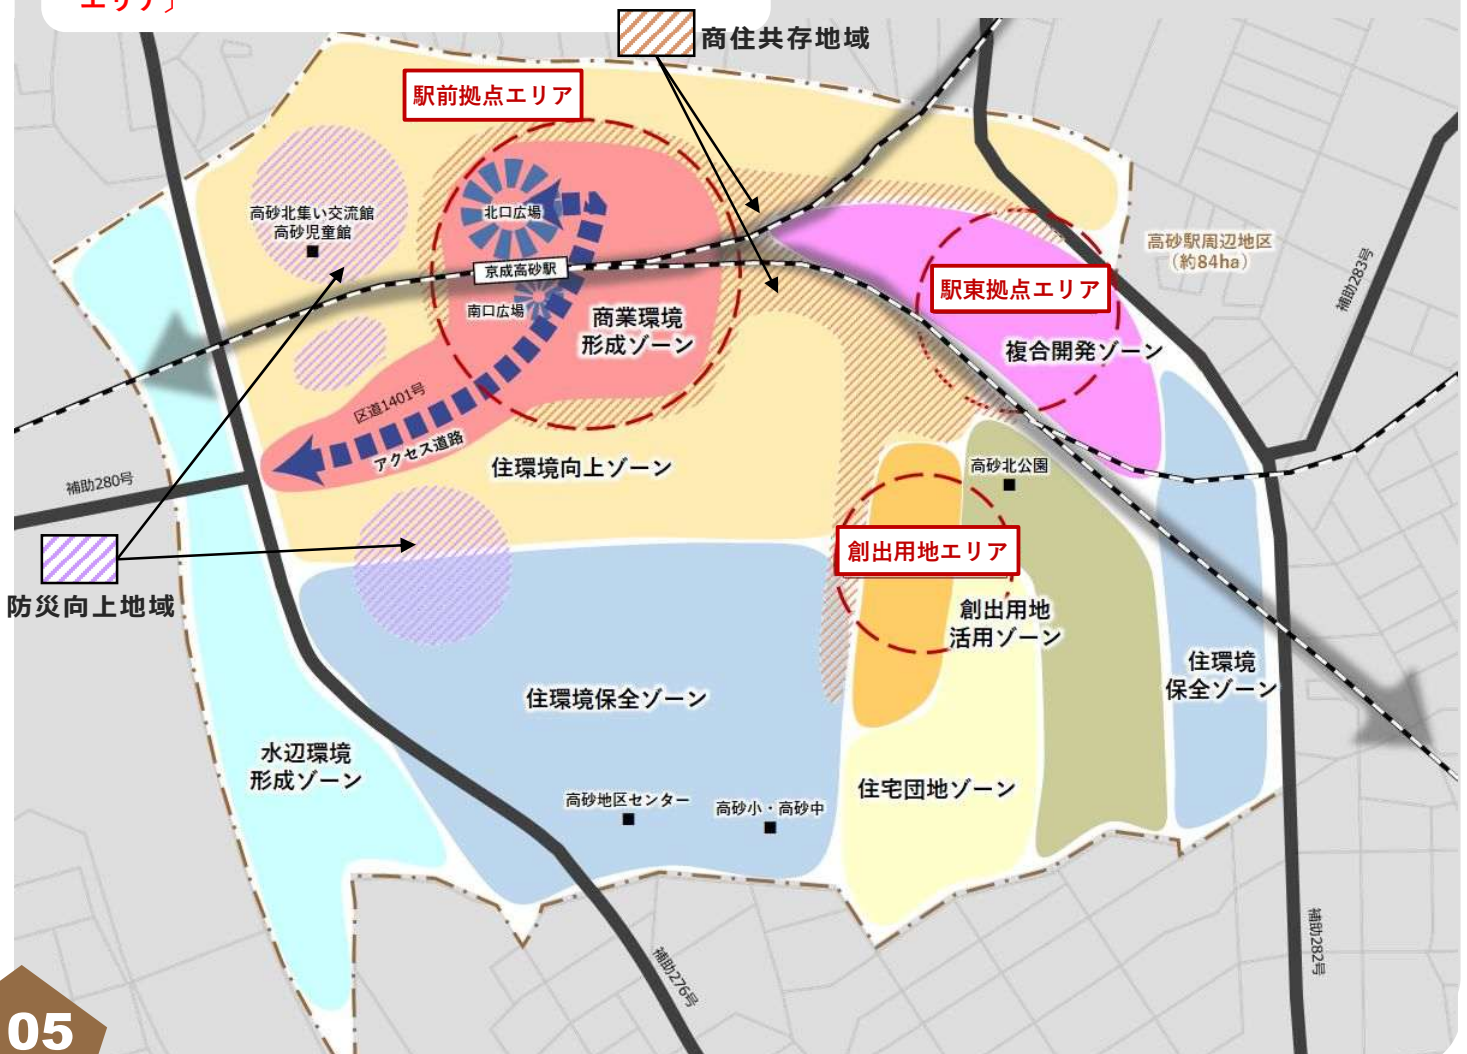 エリア〕
商住共存地域
駅前拠点エリア
高砂北集い交流館
高砂児童館
北口広場
京成高砂駅
南口広場
商業環境
形成ゾーン
高砂駅周辺地区
（約84ha）
補助283号
駅東拠点エリア
複合開発ゾーン
区道1401号
アクセス道路
住環境向上ゾーン
高砂北公園
補助280号
防災向上地域
創出用地エリア
創出用地
活用ゾーン
住環境
保全ゾーン
住環境保全ゾーン
水辺環境
形成ゾーン
住宅団地ゾーン
高砂地区センター
高砂小・高砂中
補助276号
補助282号
05